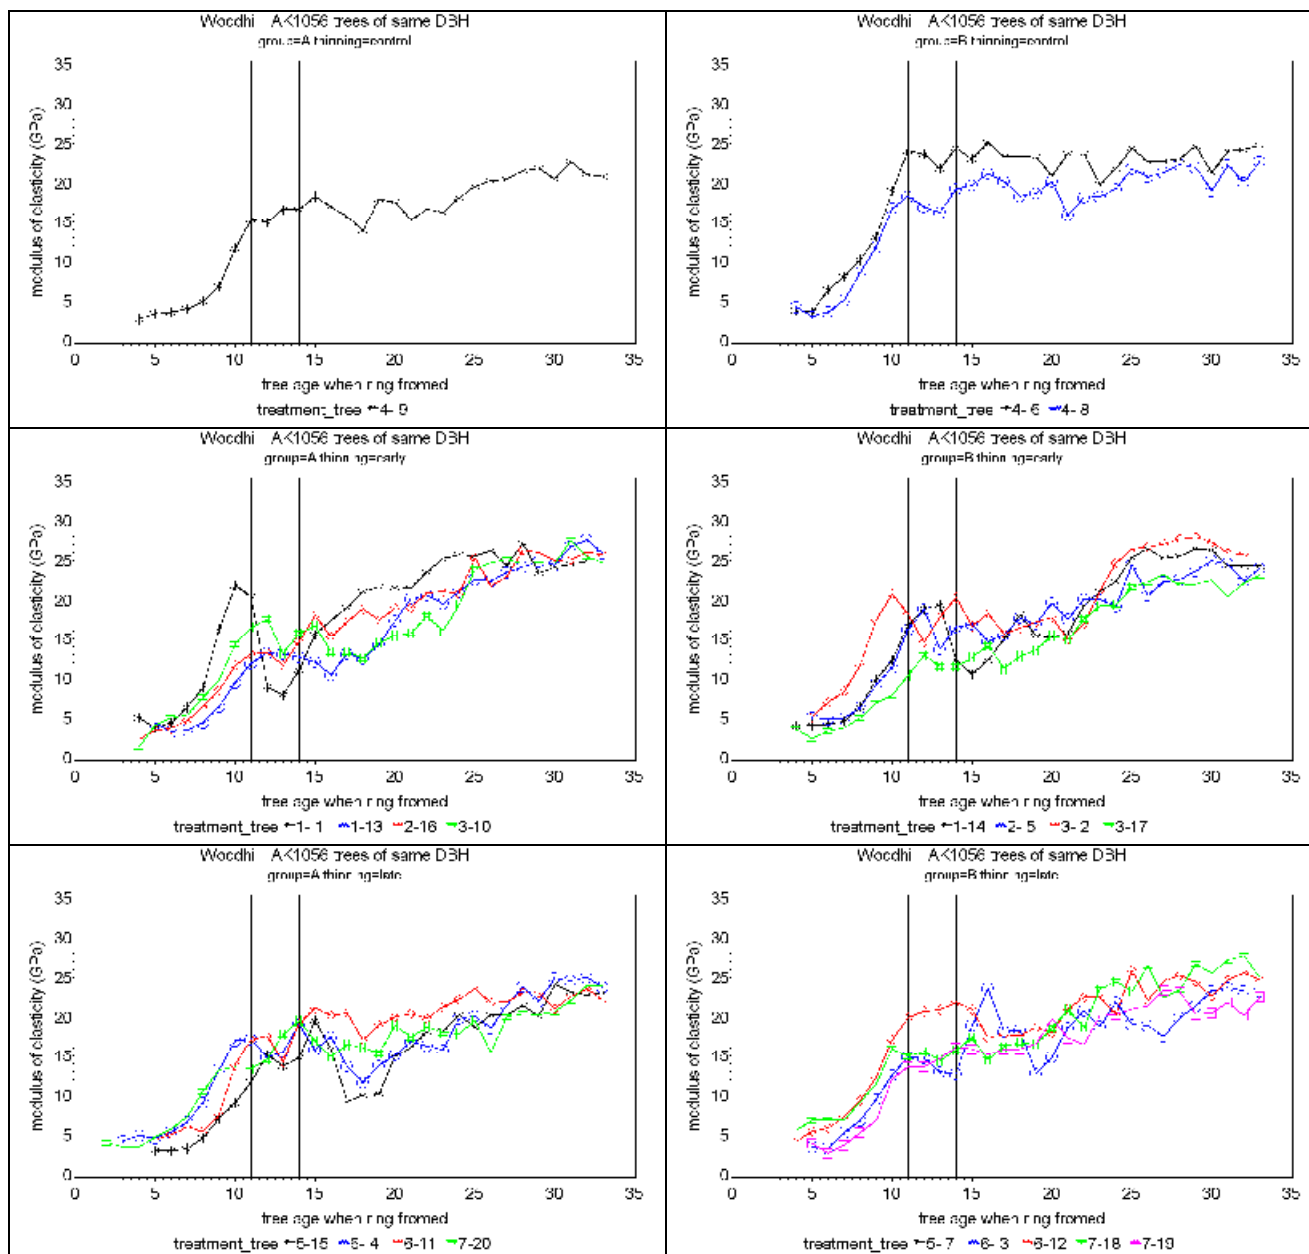 Woodhill AK1056 trees of same DBH
group=A thinning=control
35
30
25
20
15
10
5
0
modulus of elasticity (GPa)
0 5 10 15 20 25 30 35
tree age when ring fromed
treatment_tree 4- 9
Woodhill AK1056 trees of same DBH
group=B thinning=control
35
30
25
20
15
10
5
0
modulus of elasticity (GPa)
0 5 10 15 20 25 30 35
tree age when ring fromed
treatment_tree 4- 6 4- 8
Woodhill AK1056 trees of same DBH
group=A thinning=early
35
30
25
20
15
10
5
0
modulus of elasticity (GPa)
0 5 10 15 20 25 30 35
tree age when ring fromed
treatment_tree 1- 1 1-13 2-16 3-10
Woodhill AK1056 trees of same DBH
group=B thinning=early
35
30
25
20
15
10
5
0
modulus of elasticity (GPa)
0 5 10 15 20 25 30 35
tree age when ring fromed
treatment_tree 1-14 2- 5 3- 2 3-17
Woodhill AK1056 trees of same DBH
group=A thinning=late
35
30
25
20
15
10
5
0
modulus of elasticity (GPa)
0 5 10 15 20 25 30 35
tree age when ring fromed
treatment_tree 5-15 6- 4 6-11 7-20
Woodhill AK1056 trees of same DBH
group=B thinning=late
35
30
25
20
15
10
5
0
modulus of elasticity (GPa)
0 5 10 15 20 25 30 35
tree age when ring fromed
treatment_tree 5- 7 6- 3 6-12 7-18 7-19